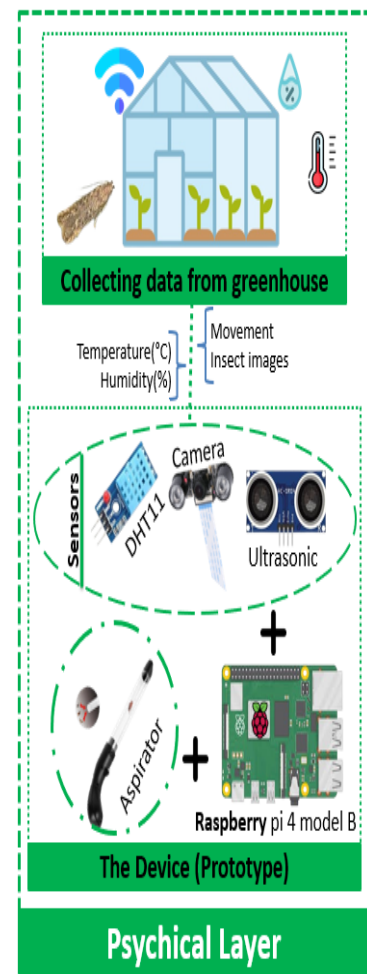 %
Collecting data from greenhouse
Temperature(°C)
Humidity(%)
Movement
Insect images
Sensors
DHT11
Camera
Ultrasonic
+
Aspirator
+
Raspberry pi 4 model B
The Device (Prototype)
Psychical Layer